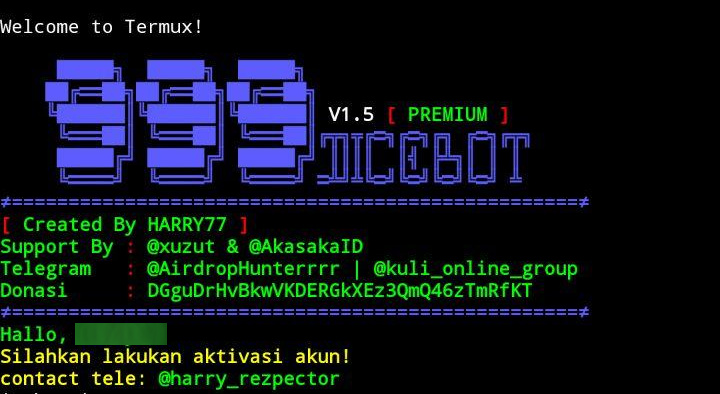 Welcome to Termux!
999 DICEBOT V1.5 [ PREMIUM ]
[ Created By HARRY77 ]
Support By : @xuzut & @AkasakaID
Telegram : @AirdropHunterrrr | @kuli_online_group
Donasi : DGguDrHvBkwVKDERGkXEz3QmQ46zTmRfKT
Hallo,
Silahkan lakukan aktivasi akun!
contact tele: @harry_rezpector